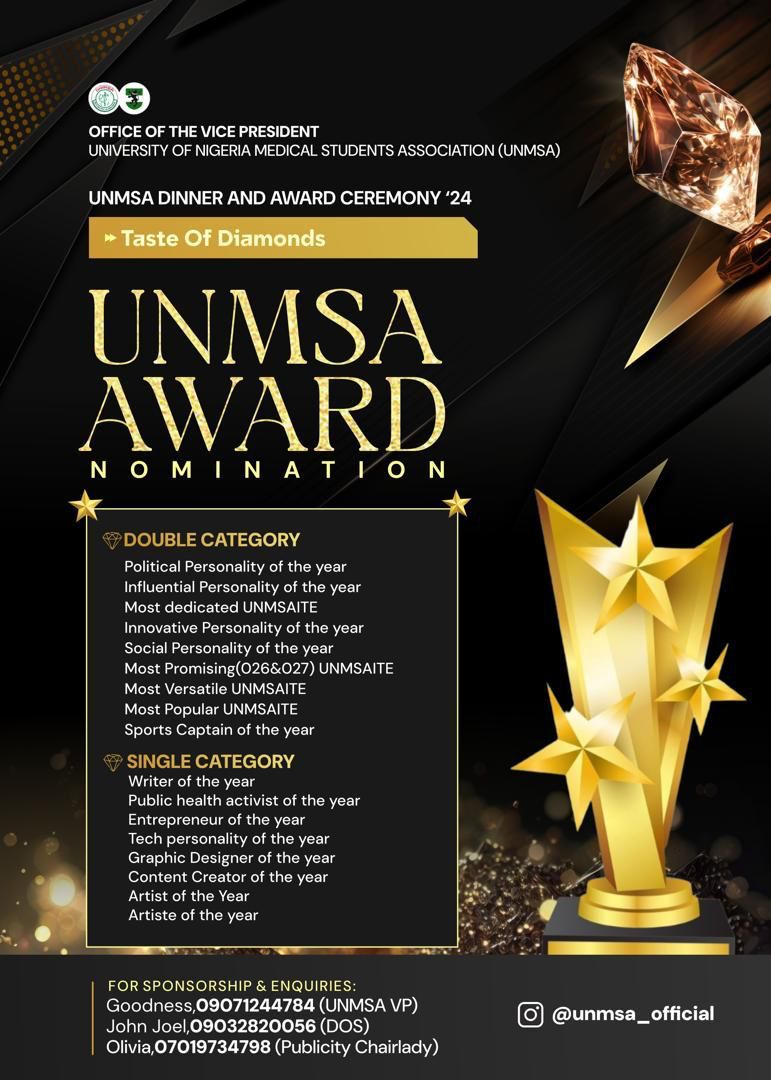 OFFICE OF THE VICE PRESIDENT
UNIVERSITY OF NIGERIA MEDICAL STUDENTS ASSOCIATION (UNMSA)
UNMSA DINNER AND AWARD CEREMONY ‘24
Taste Of Diamonds
UNMSA
AWARD
NOMINATION
DOUBLE CATEGORY
Political Personality of the year
Influential Personality of the year
Most dedicated UNMSAITE
Innovative Personality of the year
Social Personality of the year
Most Promising(026&027) UNMSAITE
Most Versatile UNMSAITE
Most Popular UNMSAITE
Sports Captain of the year
SINGLE CATEGORY
Writer of the year
Public health activist of the year
Entrepreneur of the year
Tech personality of the year
Graphic Designer of the year
Content Creator of the year
Artist of the Year
Artiste of the year
FOR SPONSORSHIP & ENQUIRIES:
Goodness,09071244784 (UNMSA VP)
John Joel,09032820056 (DOS)
Olivia,07019734798 (Publicity Chairlady)
@unmsa_official